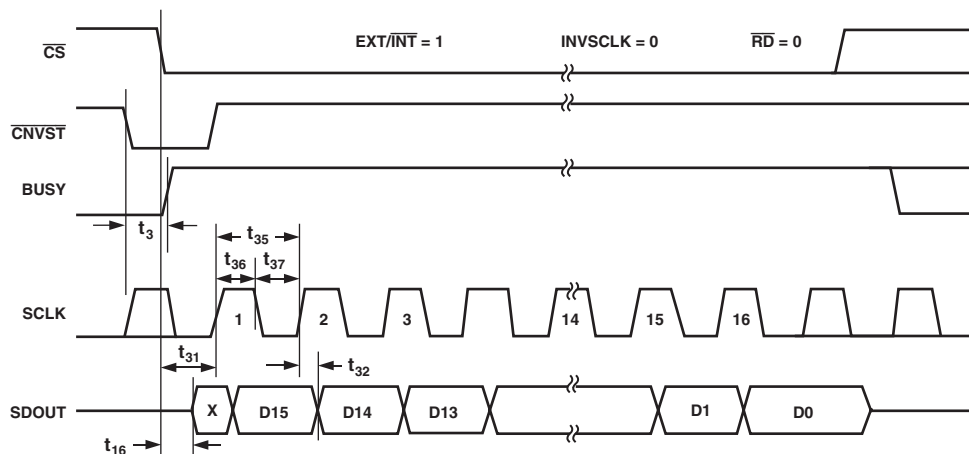 EXT/INT = 1 INVSCLK = 0 RD = 0
CS
CNVST
BUSY
t3
t35
t36 t37
SCLK
1 2 3 14 15 16
t31
t32
SDOUT
X D15 D14 D13 D1 D0
t16